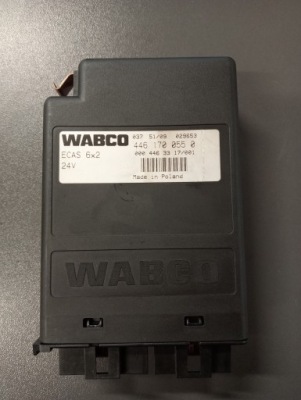 WABCO
ECAS 6x2
24V
037 51/05 029653
446 170 055 0
000 446 33 17/001
Made in Poland
WABCO